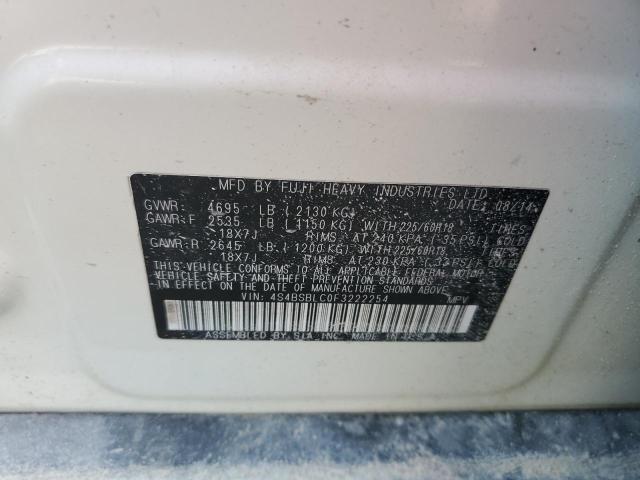 MFD BY FUJI HEAVY INDUSTRIES LTD.
DATE: 08/14
GVWR: 4695 LB ( 2130 KG)
GAWR:F 2535 LB ( 1150 KG) WITH 225/60R18 TIRES
18X7J RIMS AT 240 KPA ( 35 PSI) COLD
GAWR:R 2645 LB ( 1200 KG) WITH 225/60R18
18X7J RIMS AT 230 KPA PSI)
THIS VEHICLE CONFORMS TO ALL APPLICABLE FEDERAL MOTOR
VEHICLE SAFETY AND THEFT PREVENTION STANDARDS
IN EFFECT ON THE DATE OF MANUFACTURE SHOWN ABOVE.
VIN: 4S4BSBLC0F3222254 MPV
ASSEMBLED BY SIA, INC. MADE IN U.S.A.